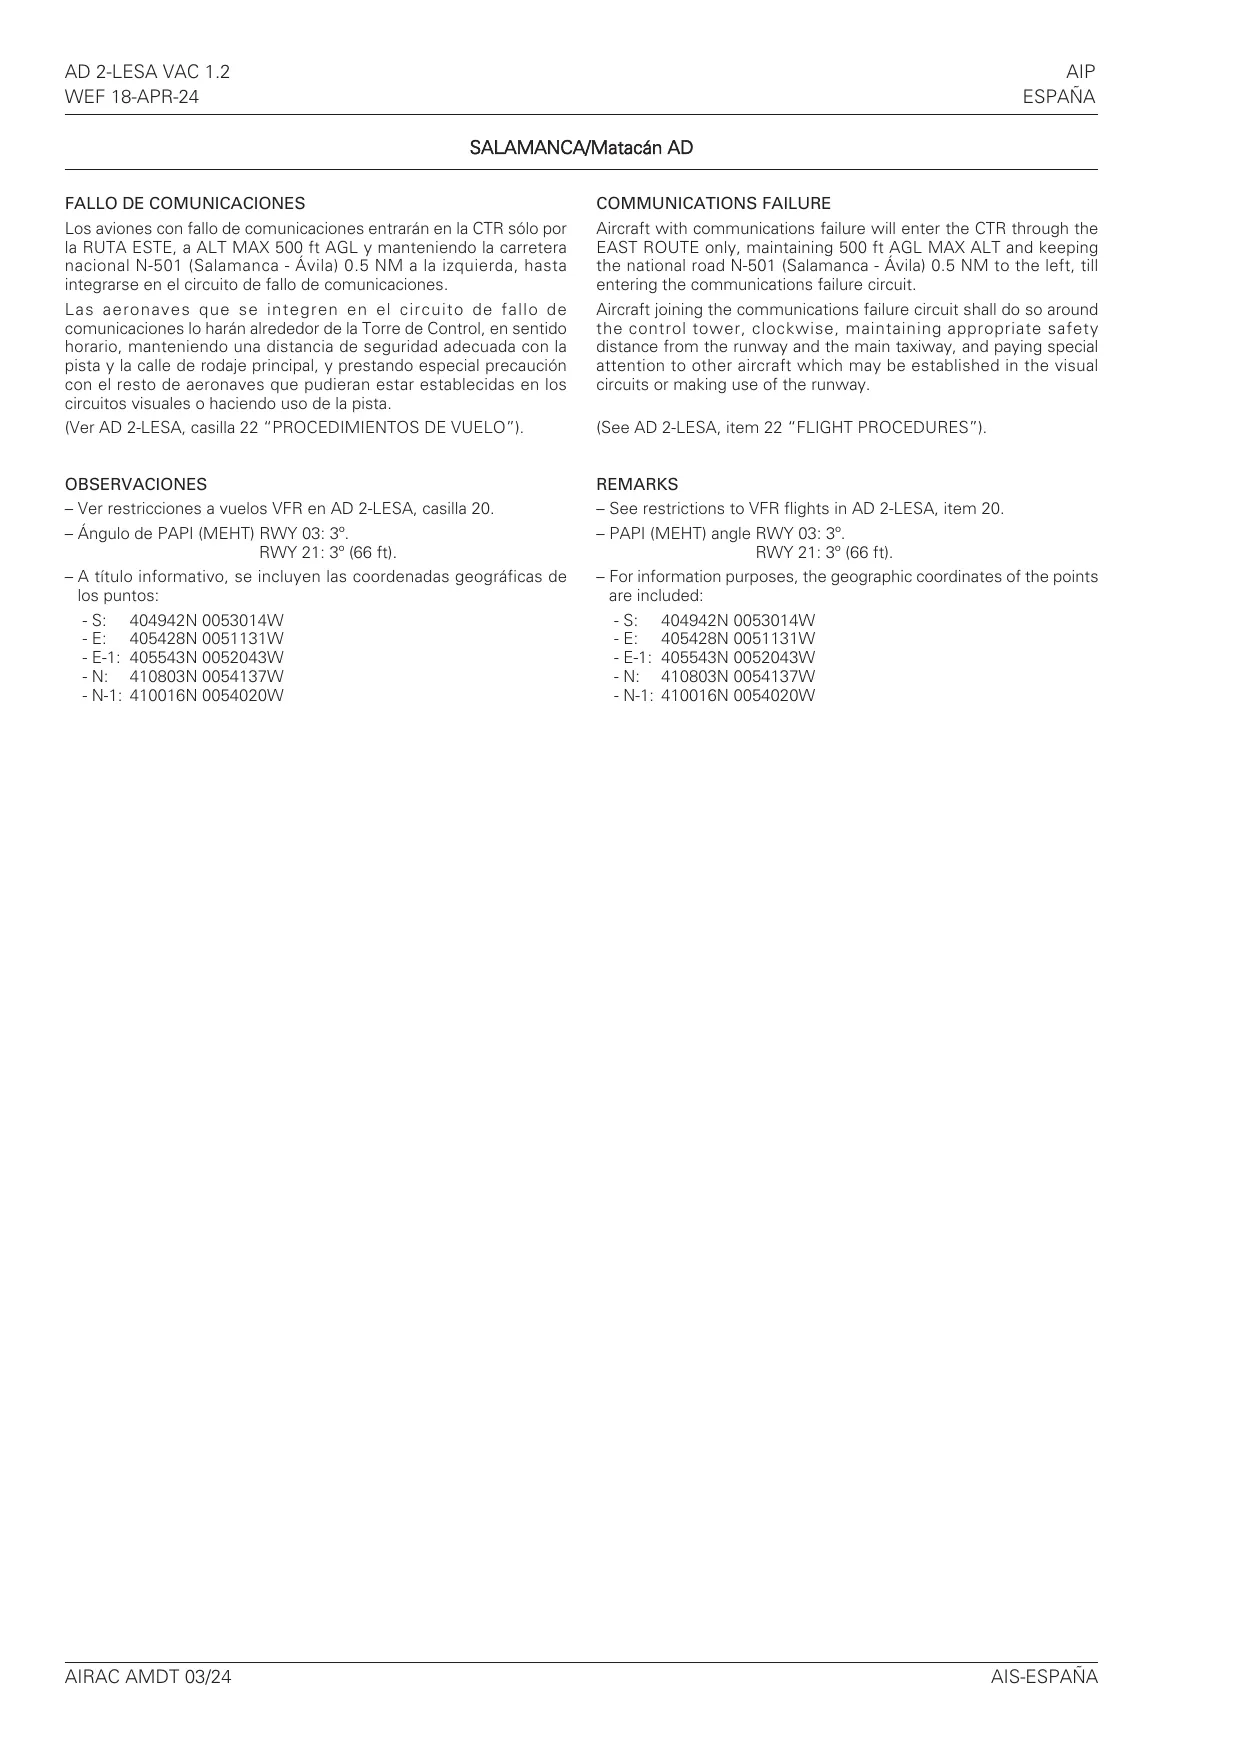 AD 2-LESA VAC 1.2
WEF 18-APR-24
AIP
ESPAÑA
SALAMANCA/Matacán AD
FALLO DE COMUNICACIONES
Los aviones con fallo de comunicaciones entrarán en la CTR sólo por
la RUTA ESTE, a ALT MAX 500 ft AGL y manteniendo la carretera
nacional N-501 (Salamanca - Ávila) 0.5 NM a la izquierda, hasta
integrarse en el circuito de fallo de comunicaciones.
Las aeronaves que se integren en el circuito de fallo de
comunicaciones lo harán alrededor de la Torre de Control, en sentido
horario, manteniendo una distancia de seguridad adecuada con la
pista y la calle de rodaje principal, y prestando especial precaución
con el resto de aeronaves que pudieran estar establecidas en los
circuitos visuales o haciendo uso de la pista.
(Ver AD 2-LESA, casilla 22 “PROCEDIMIENTOS DE VUELO”).
OBSERVACIONES
– Ver restricciones a vuelos VFR en AD 2-LESA, casilla 20.
– Ángulo de PAPI (MEHT) RWY 03: 3º.
RWY 21: 3º (66 ft).
– A título informativo, se incluyen las coordenadas geográficas de
los puntos:
- S: 404942N 0053014W
- E: 405428N 0051131W
- E-1: 405543N 0052043W
- N: 410803N 0054137W
- N-1: 410016N 0054020W
COMMUNICATIONS FAILURE
Aircraft with communications failure will enter the CTR through the
EAST ROUTE only, maintaining 500 ft AGL MAX ALT and keeping
the national road N-501 (Salamanca - Ávila) 0.5 NM to the left, till
entering the communications failure circuit.
Aircraft joining the communications failure circuit shall do so around
the control tower, clockwise, maintaining appropriate safety
distance from the runway and the main taxiway, and paying special
attention to other aircraft which may be established in the visual
circuits or making use of the runway.
(See AD 2-LESA, item 22 “FLIGHT PROCEDURES”).
REMARKS
– See restrictions to VFR flights in AD 2-LESA, item 20.
– PAPI (MEHT) angle RWY 03: 3º.
RWY 21: 3º (66 ft).
– For information purposes, the geographic coordinates of the points
are included:
- S: 404942N 0053014W
- E: 405428N 0051131W
- E-1: 405543N 0052043W
- N: 410803N 0054137W
- N-1: 410016N 0054020W
AIRAC AMDT 03/24
AIS-ESPAÑA